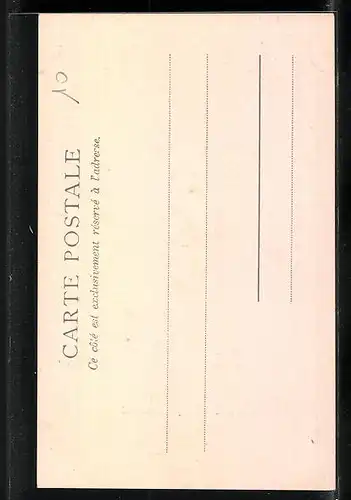 10
CARTE POSTALE
Ce côté est exclusivement réservé à l'adresse.